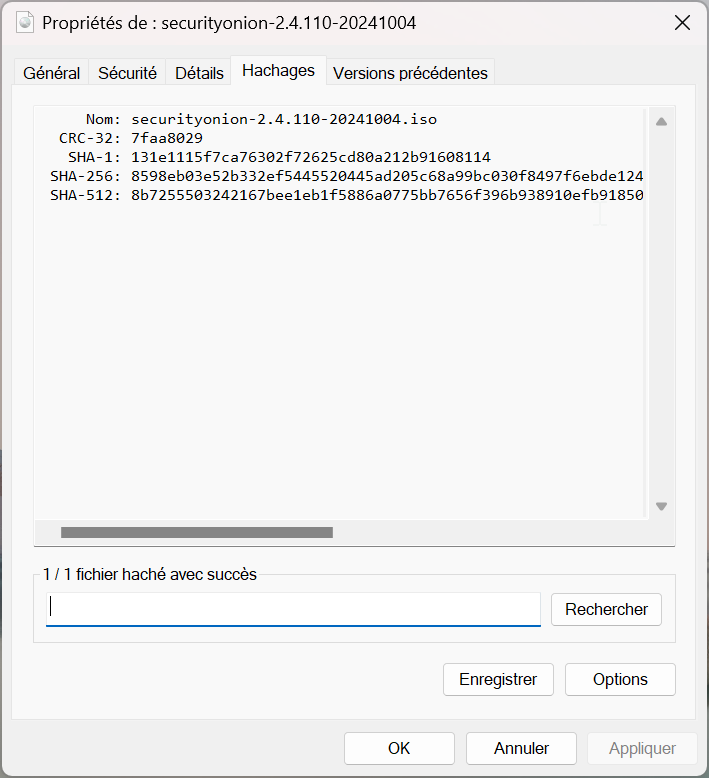 Propriétés de : securityonion-2.4.110-20241004
Général Sécurité Détails Hachages Versions précédentes
Nom: securityonion-2.4.110-20241004.iso
CRC-32: 7faa8029
SHA-1: 131e1115f7ca76302f72625cd80a212b91608114
SHA-256: 8598eb03e52b332ef5445520445ad205c68a99bc030f8497f6ebde124
SHA-512: 8b7255503242167bee1eb1f5886a0775bb7656f396b938910efb91850
1 / 1 fichier haché avec succès
Rechercher
Enregistrer Options
OK Annuler Appliquer